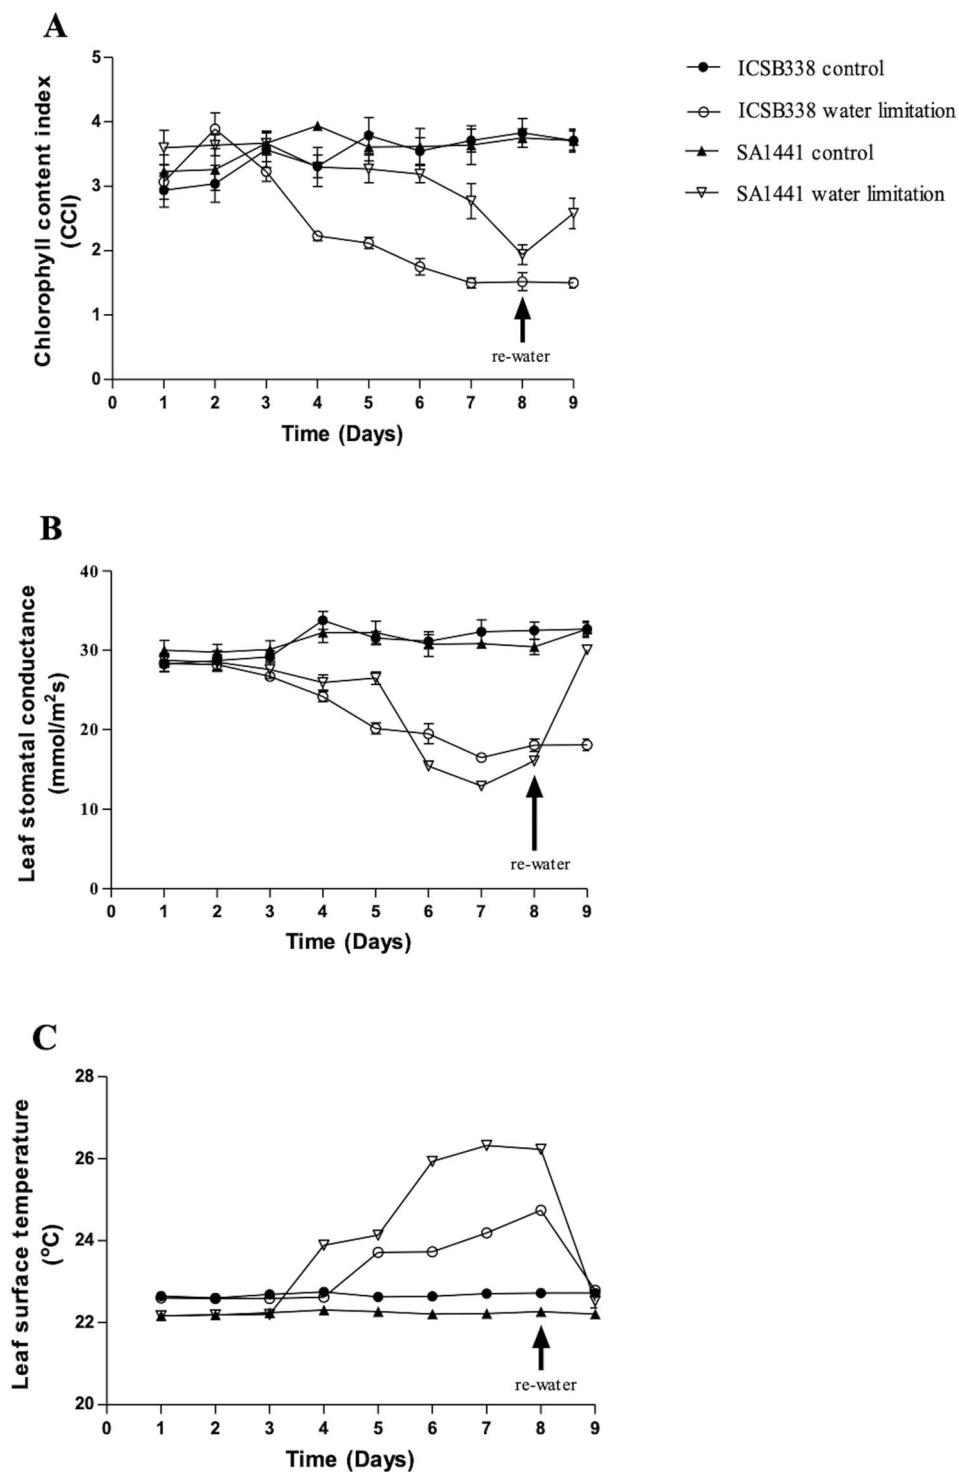 A
5
4
3
2
1
0
Chlorophyll content index
(CCI)
0 1 2 3 4 5 6 7 8 9
Time (Days)
re-water
ICSB338 control
ICSB338 water limitation
SA1441 control
SA1441 water limitation
B
40
30
20
10
0
Leaf stomatal conductance
(mmol/m²s)
0 1 2 3 4 5 6 7 8 9
Time (Days)
re-water
C
28
26
24
22
20
Leaf surface temperature
(°C)
0 1 2 3 4 5 6 7 8 9
Time (Days)
re-water